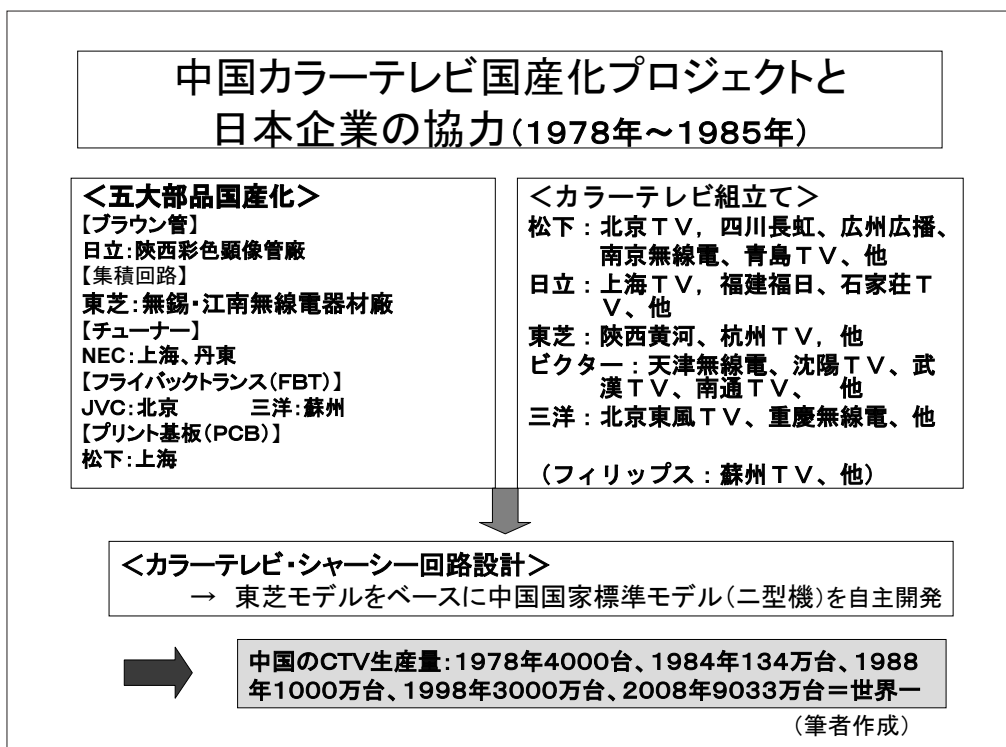 中国カラーテレビ国産化プロジェクトと
日本企業の協力(1978年～1985年)
＜五大部品国産化＞
【ブラウン管】
日立：陝西彩色顕像管廠
【集積回路】
東芝：無錫・江南無線電器材廠
【チューナー】
NEC：上海、丹東
【フライバックトランス(FBT)】
JVC：北京　　　三洋：蘇州
【プリント基板(PCB)】
松下：上海
＜カラーテレビ組立て＞
松下：北京ＴＶ，四川長虹、広州広播、
南京無線電、青島ＴＶ、他
日立：上海ＴＶ，福建福日、石家荘Ｔ
Ｖ、他
東芝：陝西黄河、杭州ＴＶ，他
ビクター：天津無線電、沈陽ＴＶ、武
漢ＴＶ、南通ＴＶ、　他
三洋：北京東風ＴＶ、重慶無線電、他
（フィリップス：蘇州ＴＶ、他）
＜カラーテレビ・シャーシー回路設計＞
→　東芝モデルをベースに中国国家標準モデル（二型機）を自主開発
中国のCTV生産量：1978年4000台、1984年134万台、1988
年1000万台、1998年3000万台、2008年9033万台＝世界一
（筆者作成）